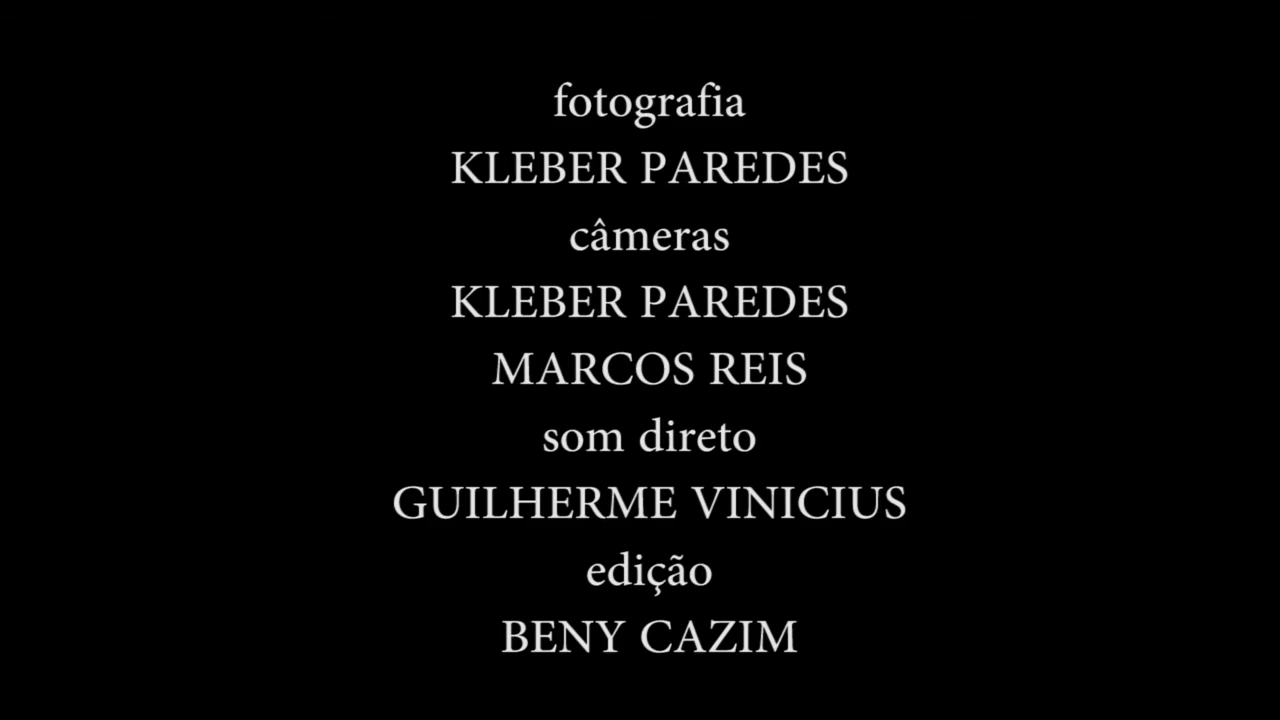 fotografia
KLEBER PAREDES
câmeras
KLEBER PAREDES
MARCOS REIS
som direto
GUILHERME VINICIUS
edição
BENY CAZIM